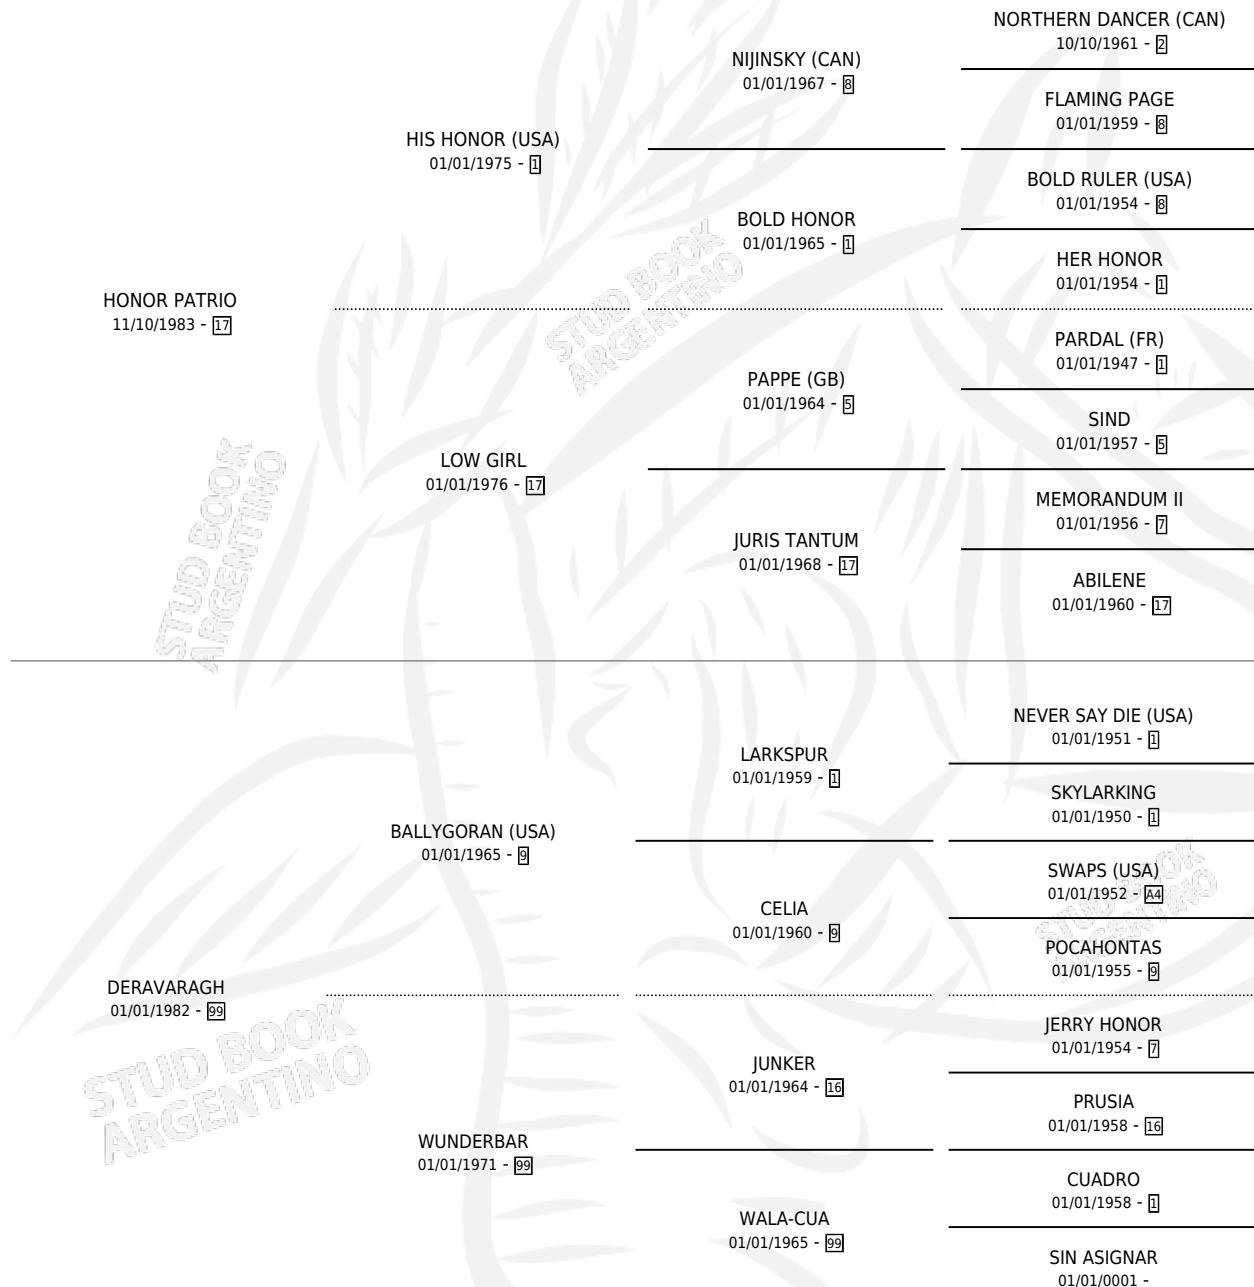 NORTHERN DANCER (CAN)
10/10/1961 - 2
NIJINSKY (CAN)
01/01/1967 - 8
FLAMING PAGE
01/01/1959 - 8
HIS HONOR (USA)
01/01/1975 - 1
BOLD RULER (USA)
01/01/1954 - 8
BOLD HONOR
01/01/1965 - 1
HER HONOR
01/01/1954 - 1
HONOR PATRIO
11/10/1983 - 17
PARDAL (FR)
01/01/1947 - 1
PAPPE (GB)
01/01/1964 - 5
SIND
01/01/1957 - 5
LOW GIRL
01/01/1976 - 17
MEMORANDUM II
01/01/1956 - 7
JURIS TANTUM
01/01/1968 - 17
ABILENE
01/01/1960 - 17
NEVER SAY DIE (USA)
01/01/1951 - 1
LARKSPUR
01/01/1959 - 1
SKYLARKING
01/01/1950 - 1
BALLYGORAN (USA)
01/01/1965 - 9
SWAPS (USA)
01/01/1952 - A4
CELIA
01/01/1960 - 9
POCAHONTAS
01/01/1955 - 9
DERAVARAGH
01/01/1982 - 99
JERRY HONOR
01/01/1954 - 7
JUNKER
01/01/1964 - 16
PRUSIA
01/01/1958 - 16
WUNDERBAR
01/01/1971 - 99
CUADRO
01/01/1958 - 1
WALA-CUA
01/01/1965 - 99
SIN ASIGNAR
01/01/0001 -
STUD BOOK
ARGENTINO
STUD BOOK
ARGENTINO
STUD BOOK
ARGENTINO
STUD BOOK
ARGENTINO